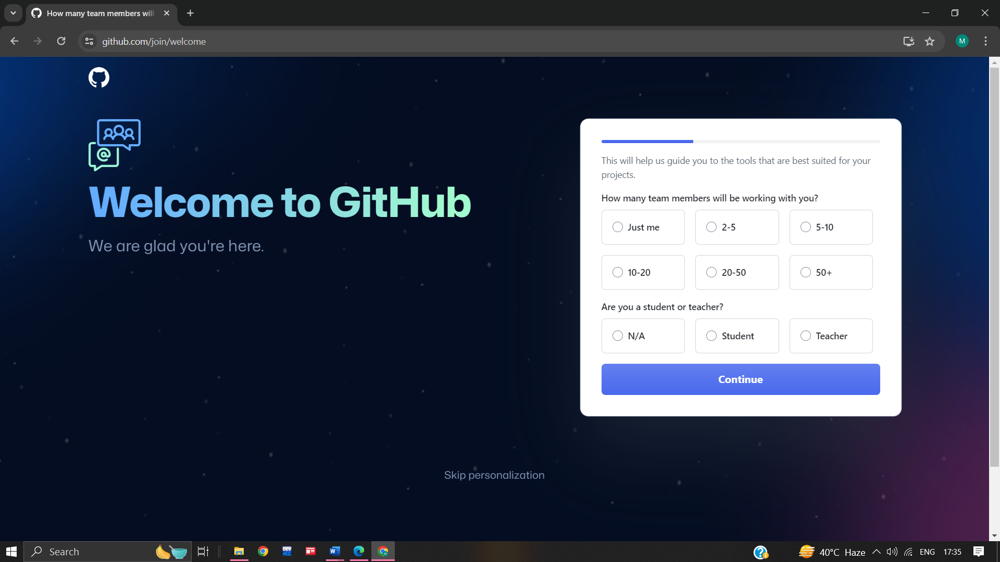 How many team members will
github.com/join/welcome
M
@
Welcome to GitHub
We are glad you're here.
This will help us guide you to the tools that are best suited for your
projects.
How many team members will be working with you?
Just me
2-5
5-10
10-20
20-50
50+
Are you a student or teacher?
N/A
Student
Teacher
Continue
Skip personalization
Search
DEV
W
?
40°C Haze
ENG
17:35